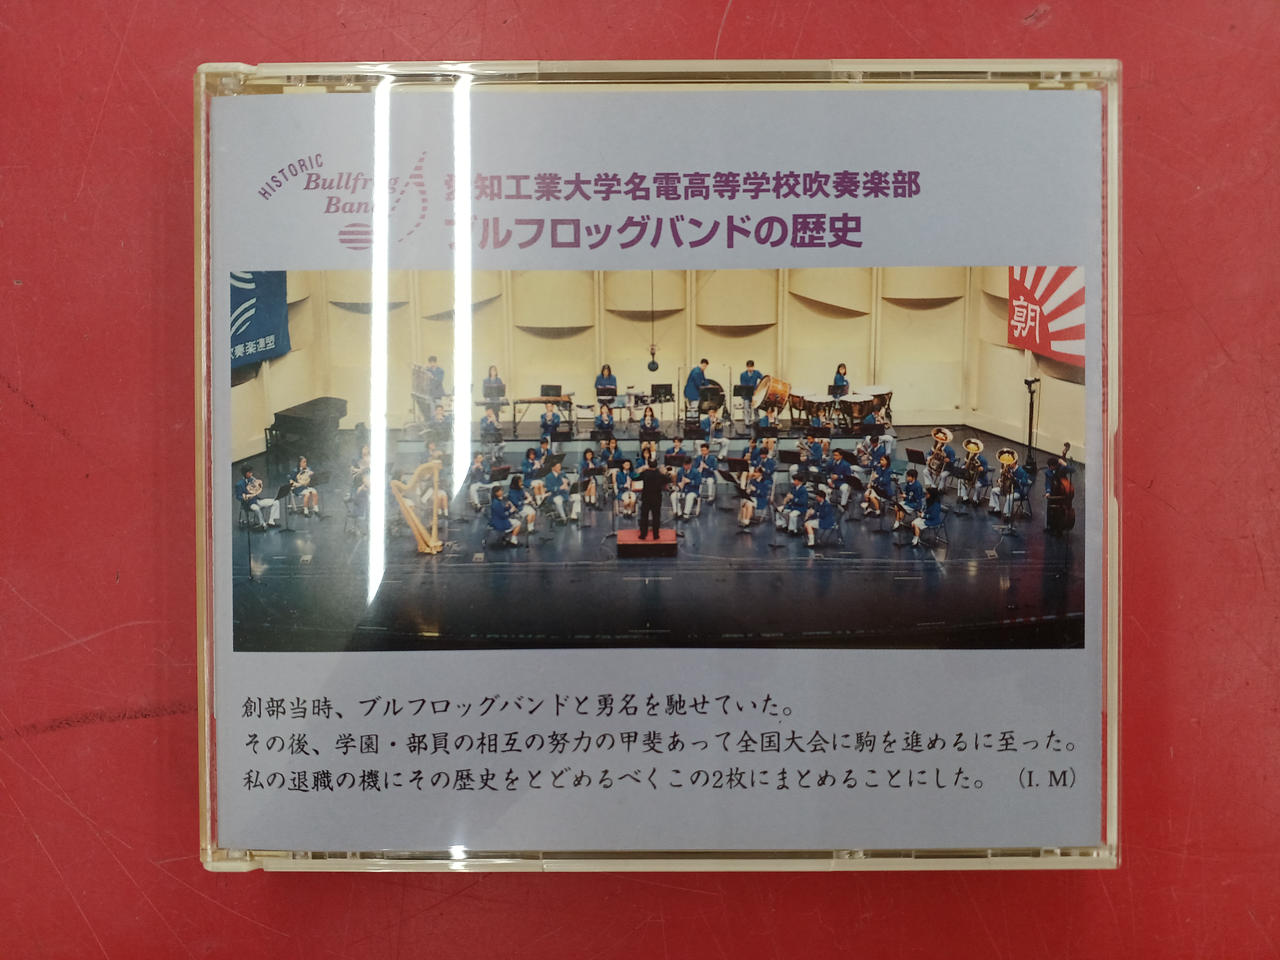 HISTORIC
Bullfrog
Band
愛知工業大学名電高等学校吹奏楽部
ブルフロッグバンドの歴史
吹奏楽連盟
朝
創部当時、ブルフロッグバンドと勇名を馳せていた。
その後、学園・部員の相互の努力の甲斐あって全国大会に駒を進めるに至った。
私の退職の機にその歴史をとどめるべくこの2枚にまとめることにした。 (I. M)